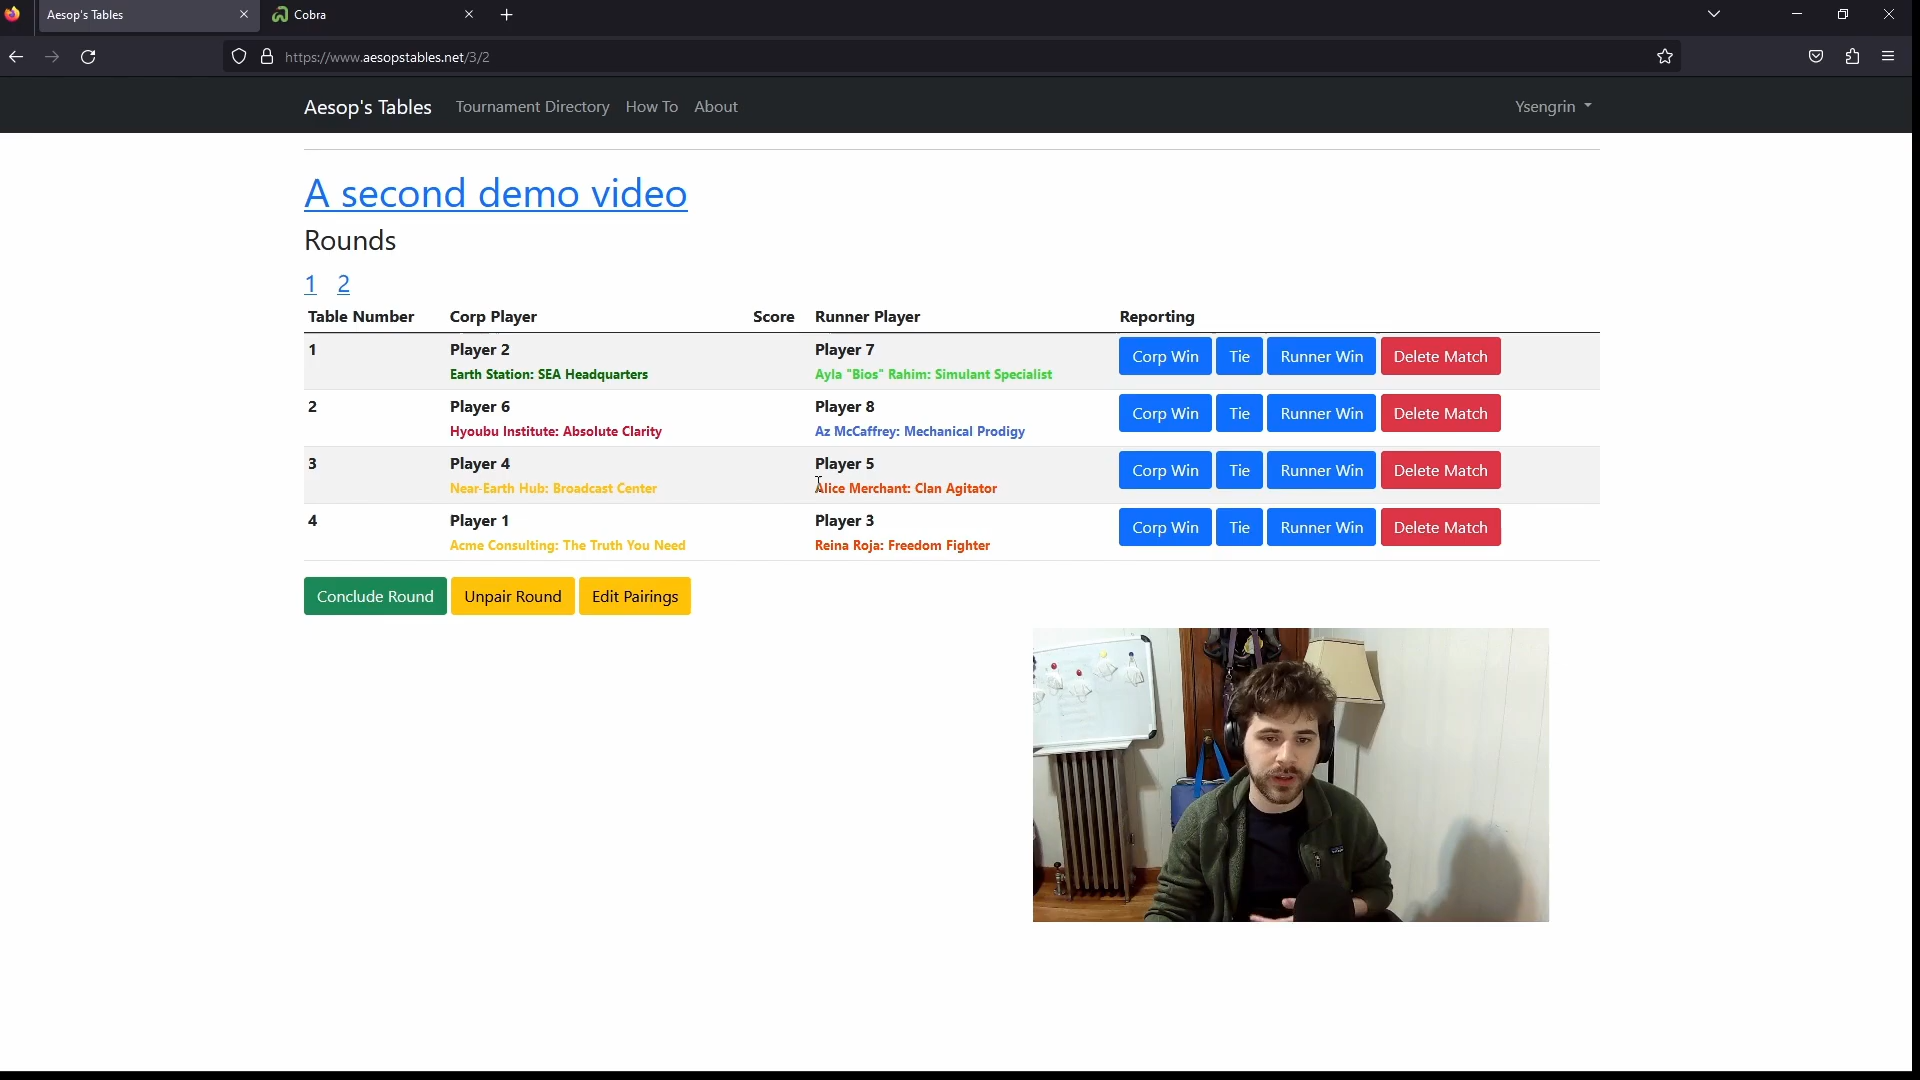 Aesop's Tables
Cobra
https://www.aesopstables.net/3/2
Aesop's Tables Tournament Directory How To About Ysengrin
A second demo video
Rounds
1 2
Table Number Corp Player Score Runner Player Reporting
1 Player 2 Player 7 Corp Win Tie Runner Win Delete Match
Earth Station: SEA Headquarters Ayla "Bios" Rahim: Simulant Specialist
2 Player 6 Player 8 Corp Win Tie Runner Win Delete Match
Hyoubu Institute: Absolute Clarity Az McCaffrey: Mechanical Prodigy
3 Player 4 Player 5 Corp Win Tie Runner Win Delete Match
Near-Earth Hub: Broadcast Center Alice Merchant: Clan Agitator
4 Player 1 Player 3 Corp Win Tie Runner Win Delete Match
Acme Consulting: The Truth You Need Reina Roja: Freedom Fighter
Conclude Round Unpair Round Edit Pairings